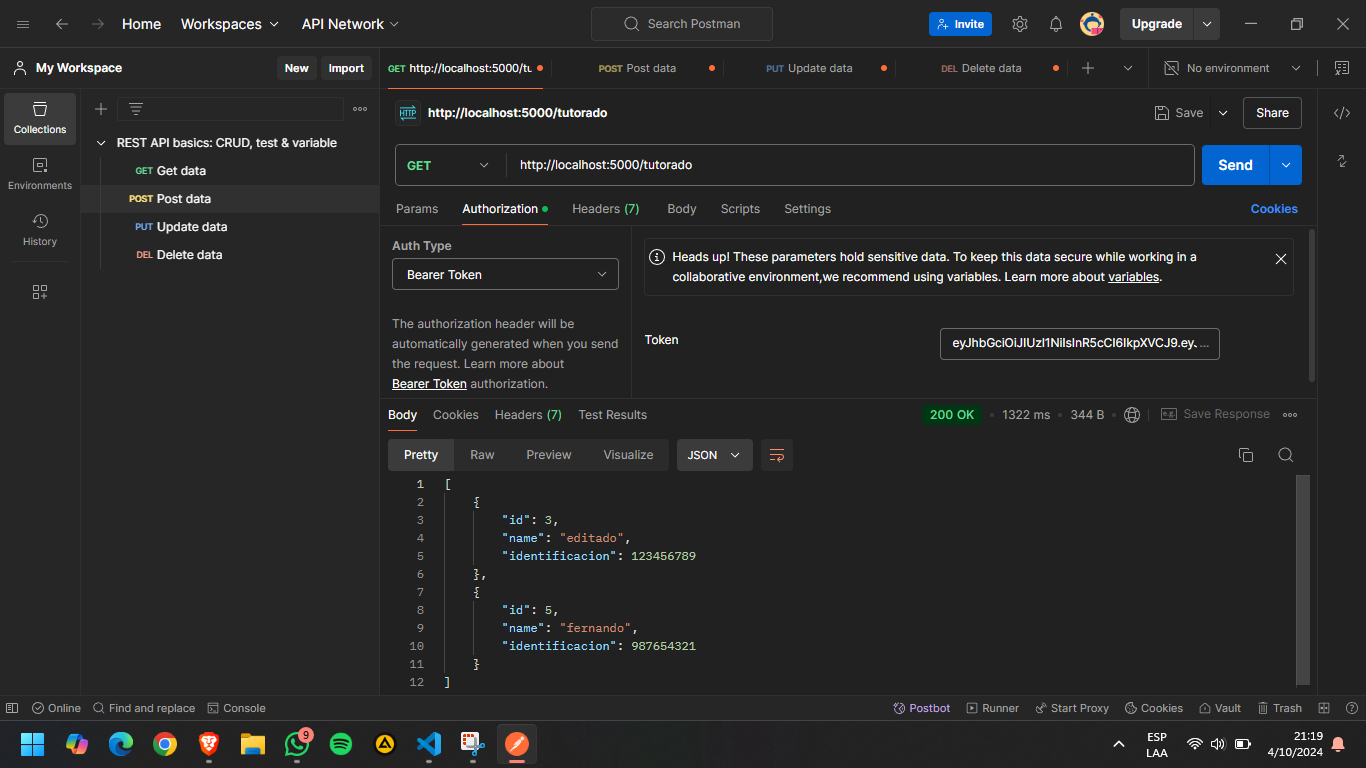 Home Workspaces API Network Search Postman Invite Upgrade
My Workspace New Import GET http://localhost:5000/tu POST Post data PUT Update data DEL Delete data No environment
Collections
Environments
History
REST API basics: CRUD, test & variable
GET Get data
POST Post data
PUT Update data
DEL Delete data
HTTP http://localhost:5000/tutorado Save Share
GET http://localhost:5000/tutorado Send
Params Authorization Headers (7) Body Scripts Settings Cookies
Auth Type
Bearer Token
The authorization header will be
automatically generated when you send
the request. Learn more about
Bearer Token authorization.
Heads up! These parameters hold sensitive data. To keep this data secure while working in a
collaborative environment,we recommend using variables. Learn more about variables.
Token eyJhbGciOiJIUzI1NiIsInR5cCI6IkpXVCJ9.eyJ...
Body Cookies Headers (7) Test Results 200 OK 1322 ms 344 B e.g. Save Response
Pretty Raw Preview Visualize JSON
1 [
2 {
3 "id": 3,
4 "name": "editado",
5 "identificacion": 123456789
6 },
7 {
8 "id": 5,
9 "name": "fernando",
10 "identificacion": 987654321
11 }
12 ]
Online Find and replace Console Postbot Runner Start Proxy Cookies Vault Trash
9
ESP
LAA
21:19
4/10/2024